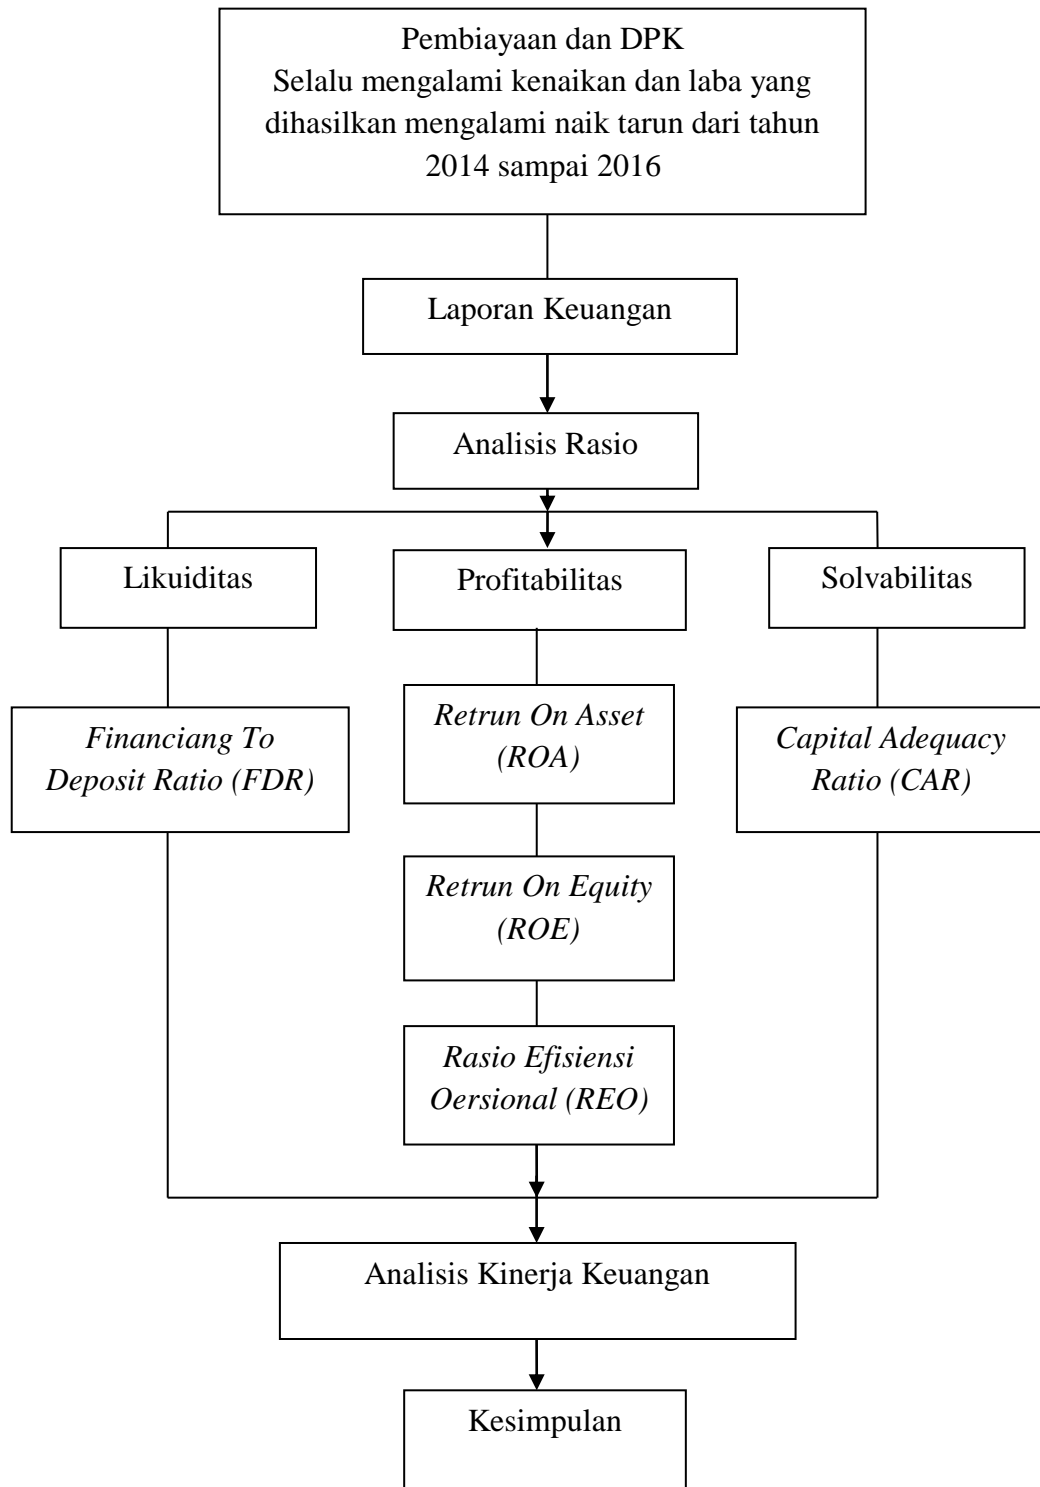 Pembiayaan dan DPK
Selalu mengalami kenaikan dan laba yang
dihasilkan mengalami naik tarun dari tahun
2014 sampai 2016
Laporan Keuangan
Analisis Rasio
Likuiditas
Profitabilitas
Solvabilitas
Financiang To
Deposit Ratio (FDR)
Retrun On Asset
(ROA)
Capital Adequacy
Ratio (CAR)
Retrun On Equity
(ROE)
Rasio Efisiensi
Oersional (REO)
Analisis Kinerja Keuangan
Kesimpulan